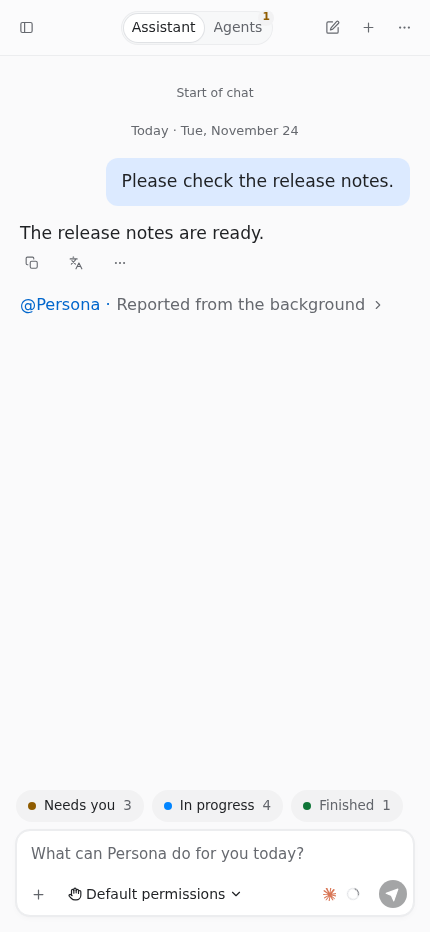 Assistant
Agents
1
Start of chat
Today · Tue, November 24
Please check the release notes.
The release notes are ready.
@Persona · Reported from the background
Needs you 3
In progress 4
Finished 1
What can Persona do for you today?
Default permissions